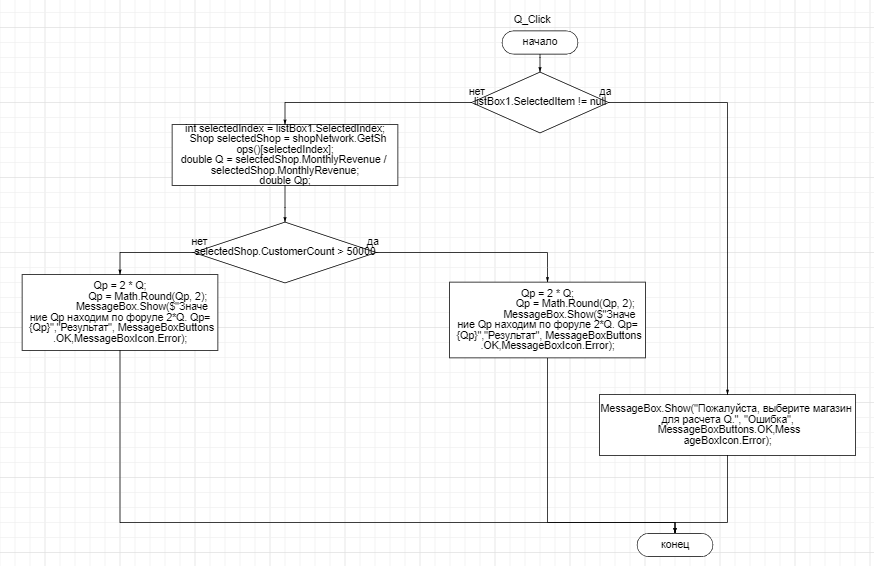 Q_Click
начало
нет
да
listBox1.SelectedItem != null
int selectedIndex = listBox1.SelectedIndex;
Shop selectedShop = shopNetwork.GetSh
ops()[selectedIndex];
double Q = selectedShop.MonthlyRevenue /
selectedShop.MonthlyRevenue;
double Qp;
нет
да
selectedShop.CustomerCount > 50000
Qp = 2 * Q;
Qp = Math.Round(Qp, 2);
MessageBox.Show($"Значе
ние Qp находим по форуле 2*Q. Qp=
{Qp}","Результат", MessageBoxButtons
.OK,MessageBoxIcon.Error);
Qp = 2 * Q;
Qp = Math.Round(Qp, 2);
MessageBox.Show($"Значе
ние Qp находим по форуле 2*Q. Qp=
{Qp}","Результат", MessageBoxButtons
.OK,MessageBoxIcon.Error);
MessageBox.Show("Пожалуйста, выберите магазин
для расчета Q.", "Ошибка",
MessageBoxButtons.OK,Mess
ageBoxIcon.Error);
конец